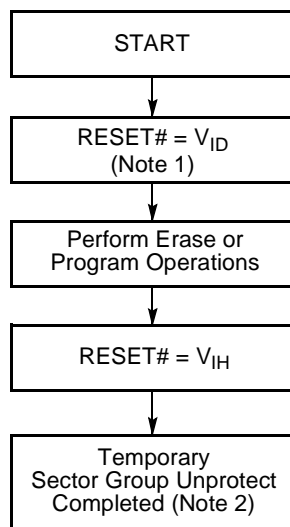 START
RESET# = VID
(Note 1)
Perform Erase or
Program Operations
RESET# = VIH
Temporary
Sector Group Unprotect
Completed (Note 2)